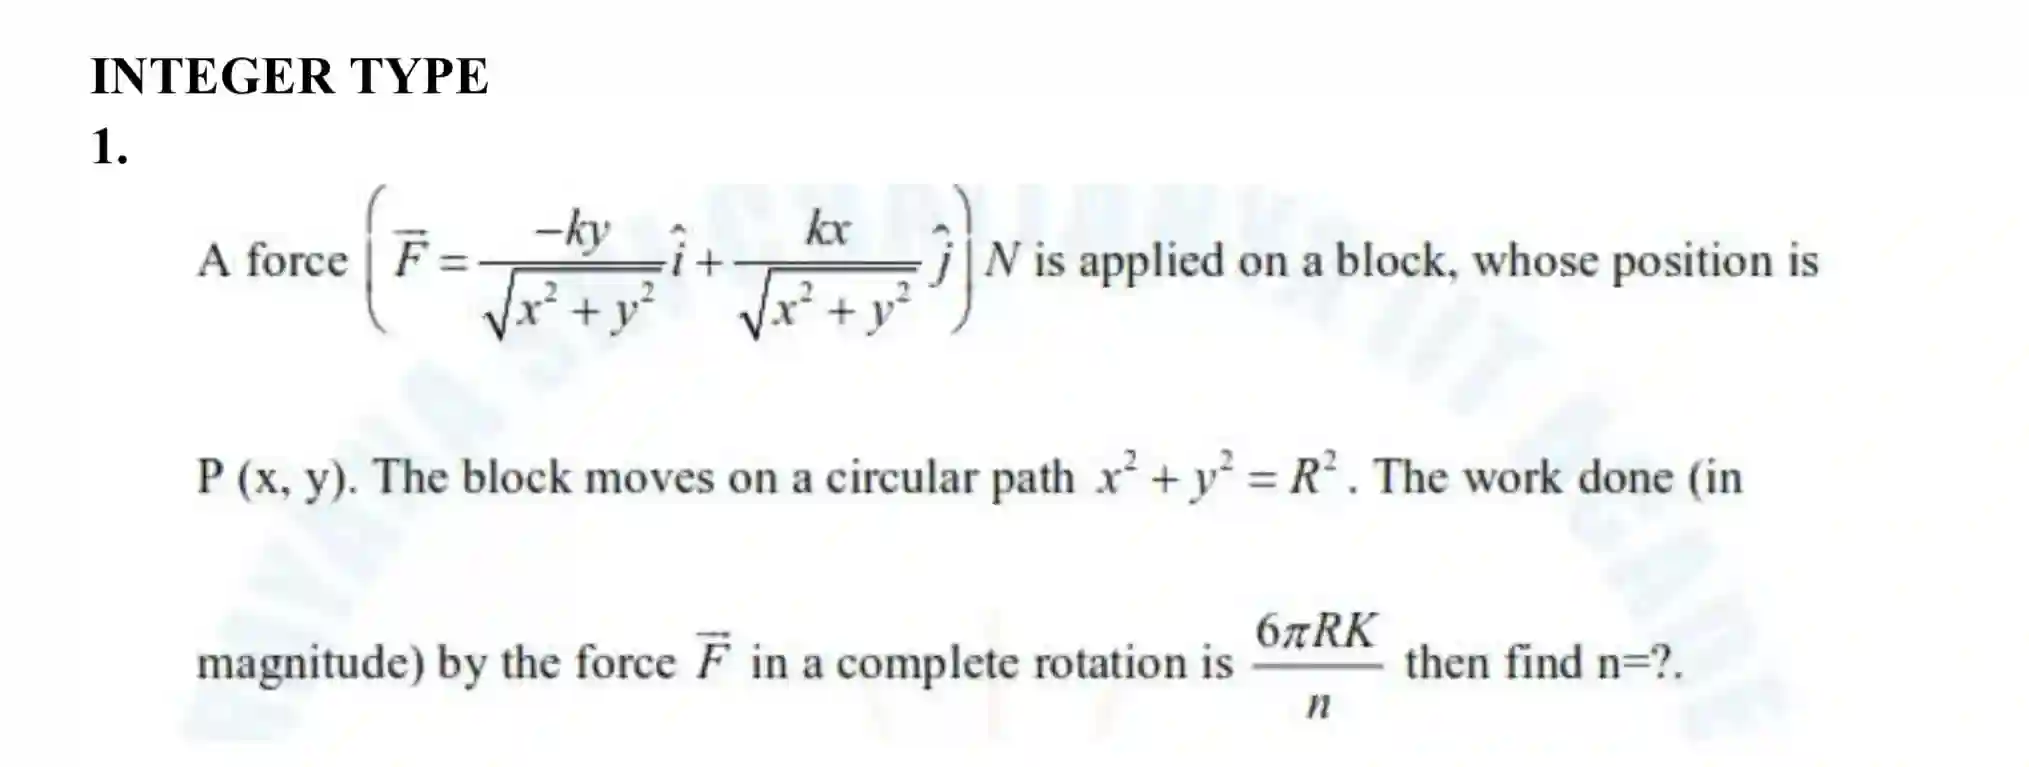 INTEGER TYPE
1.
A force $\left( \vec{F} = \frac{-ky}{\sqrt{x^2 + y^2}} \hat{i} + \frac{kx}{\sqrt{x^2 + y^2}} \hat{j} \right) N$ is applied on a block, whose position is
P (x, y). The block moves on a circular path $x^2 + y^2 = R^2$. The work done (in
magnitude) by the force $\vec{F}$ in a complete rotation is $\frac{6\pi RK}{n}$ then find n=?.